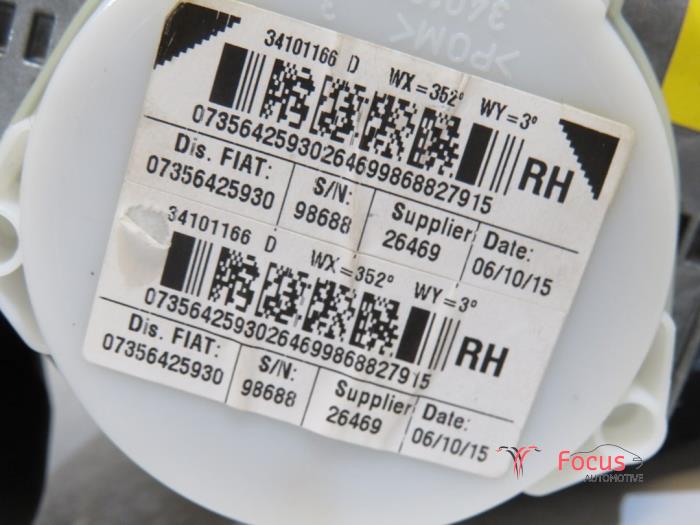 >POM<
34101166 D WX=352° WY=3°
07356425930264699868827915
RH
Dis. FIAT: S/N: Supplier: Date:
07356425930 98688 26469 06/10/15
34101166 D WX=352° WY=3°
07356425930264699868827915
RH
Dis. FIAT: S/N: Supplier: Date:
07356425930 98688 26469 06/10/15
Focus
AUTOMOTIVE